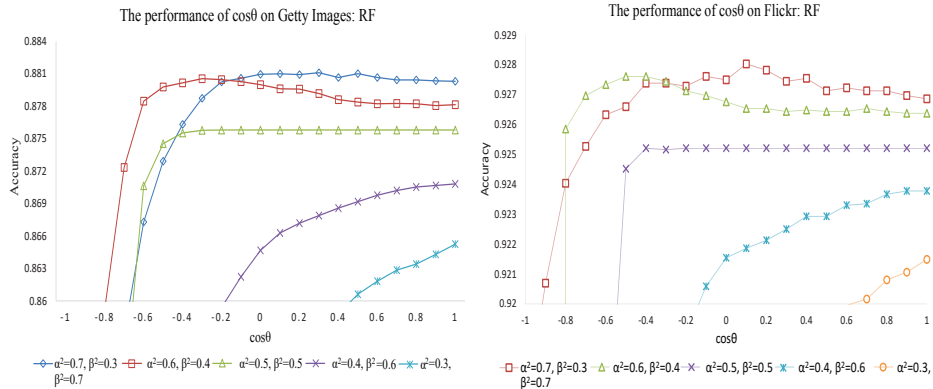 The performance of cosθ on Getty Images: RF
0.884
0.881
0.878
0.875
0.872
0.869
0.866
0.863
0.86
Accuracy
-1 -0.8 -0.6 -0.4 -0.2 0 0.2 0.4 0.6 0.8 1
cosθ
α²=0.7, β²=0.3 α²=0.6, β²=0.4 α²=0.5, β²=0.5 α²=0.4, β²=0.6 α²=0.3,
β²=0.7
The performance of cosθ on Flickr: RF
0.929
0.928
0.927
0.926
0.925
0.924
0.923
0.922
0.921
0.92
Accuracy
-1 -0.8 -0.6 -0.4 -0.2 0 0.2 0.4 0.6 0.8 1
cosθ
α²=0.7, β²=0.3 α²=0.6, β²=0.4 α²=0.5, β²=0.5 α²=0.4, β²=0.6 α²=0.3,
β²=0.7